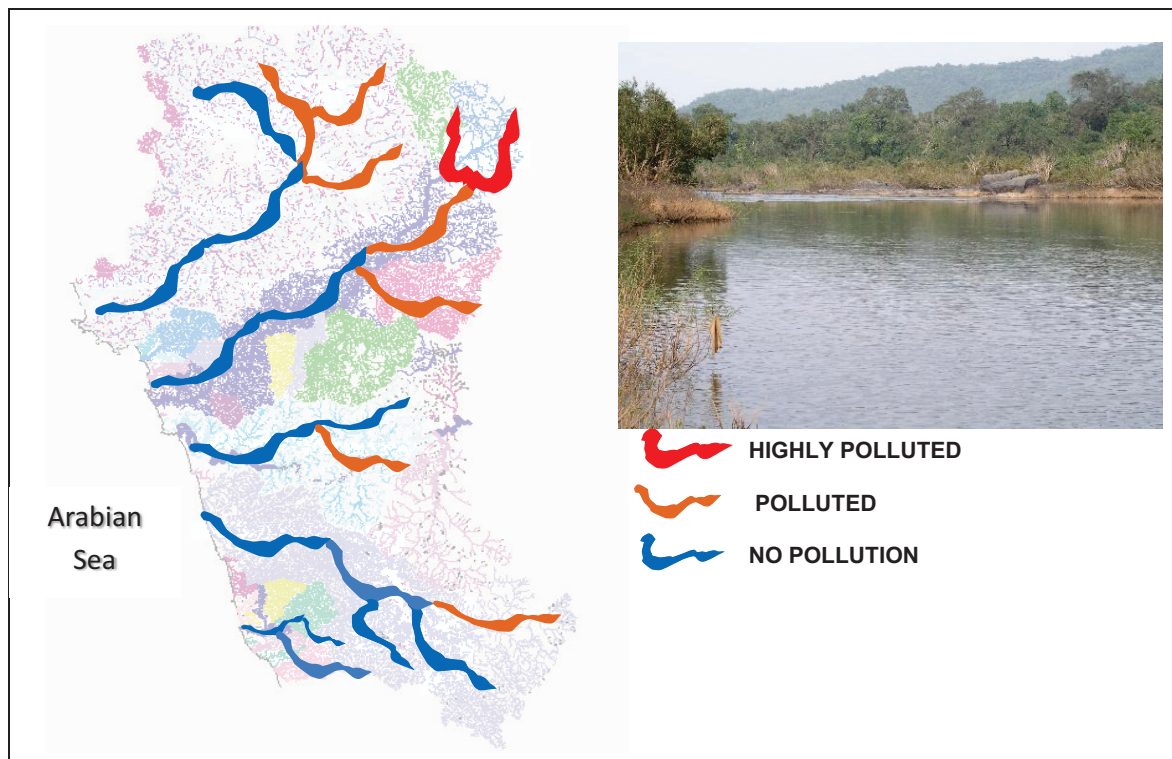 Arabian
Sea
HIGHLY POLLUTED
POLLUTED
NO POLLUTION